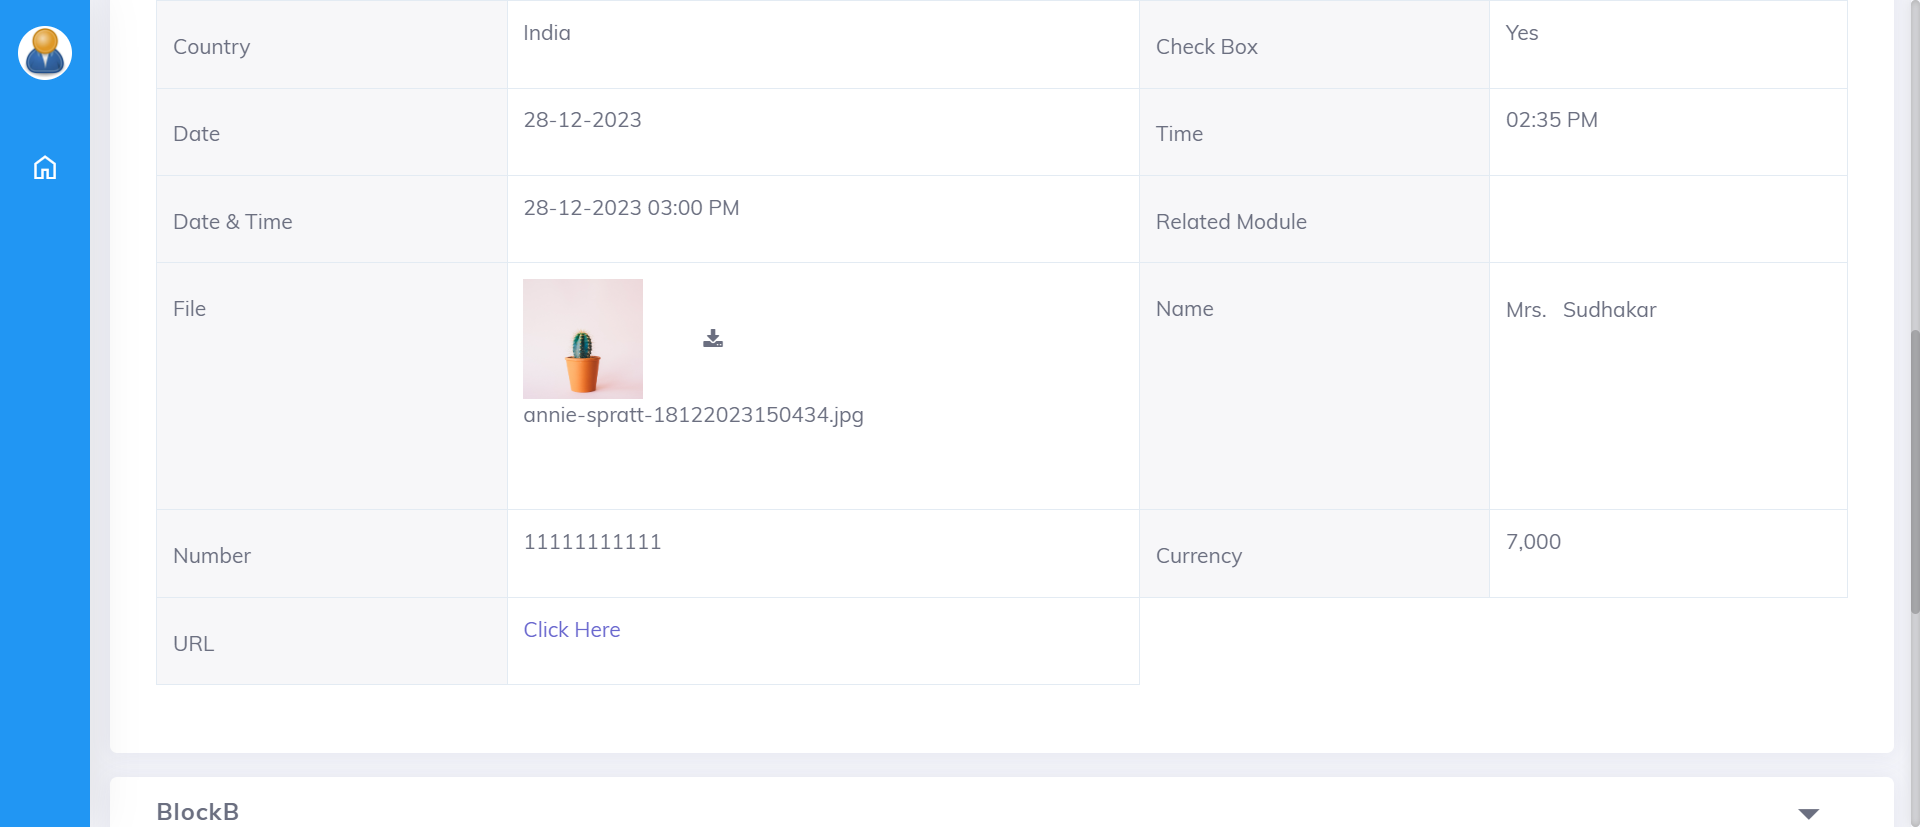 Country India Check Box Yes
Date 28-12-2023 Time 02:35 PM
Date & Time 28-12-2023 03:00 PM Related Module
File Name Mrs. Sudhakar
annie-spratt-18122023150434.jpg
Number 11111111111 Currency 7,000
URL Click Here
BlockB